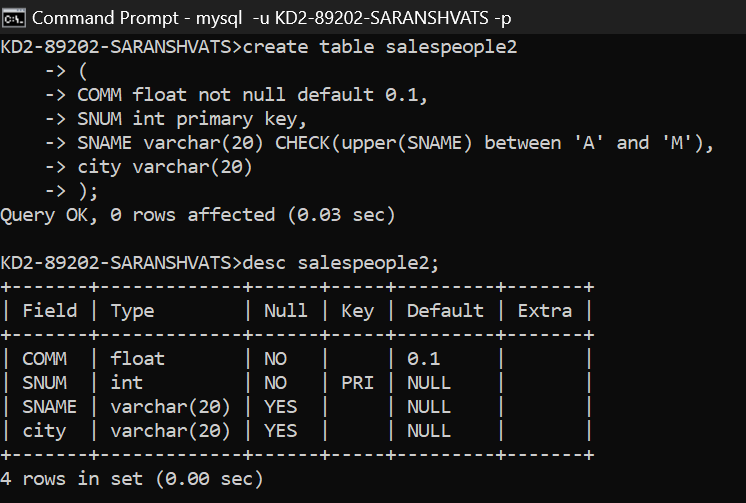 Command Prompt - mysql  -u KD2-89202-SARANSHVATS -p
KD2-89202-SARANSHVATS>create table salespeople2
    -> (
    -> COMM float not null default 0.1,
    -> SNUM int primary key,
    -> SNAME varchar(20) CHECK(upper(SNAME) between 'A' and 'M'),
    -> city varchar(20)
    -> );
Query OK, 0 rows affected (0.03 sec)
KD2-89202-SARANSHVATS>desc salespeople2;
+-------+-------------+------+-----+---------+-------+
| Field | Type        | Null | Key | Default | Extra |
+-------+-------------+------+-----+---------+-------+
| COMM  | float       | NO   |     | 0.1     |       |
| SNUM  | int         | NO   | PRI | NULL    |       |
| SNAME | varchar(20) | YES  |     | NULL    |       |
| city  | varchar(20) | YES  |     | NULL    |       |
+-------+-------------+------+-----+---------+-------+
4 rows in set (0.00 sec)